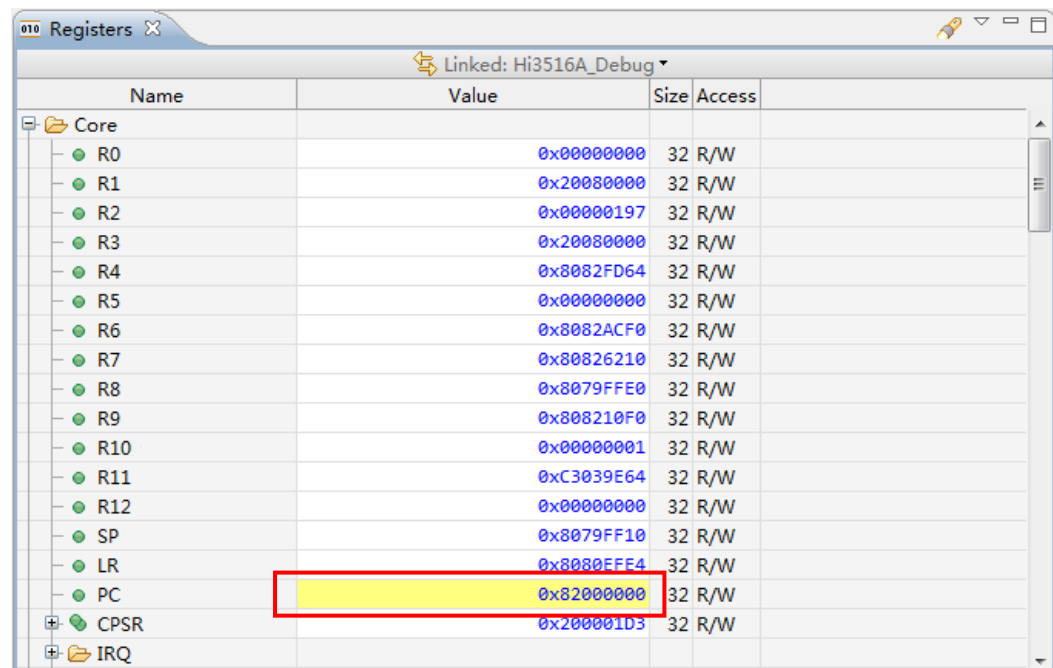 010 Registers
Linked: Hi3516A_Debug
Name Value Size Access
Core
R0 0x00000000 32 R/W
R1 0x20080000 32 R/W
R2 0x00000197 32 R/W
R3 0x20080000 32 R/W
R4 0x8082FD64 32 R/W
R5 0x00000000 32 R/W
R6 0x8082ACF0 32 R/W
R7 0x80826210 32 R/W
R8 0x8079FFE0 32 R/W
R9 0x808210F0 32 R/W
R10 0x00000001 32 R/W
R11 0xC3039E64 32 R/W
R12 0x00000000 32 R/W
SP 0x8079FF10 32 R/W
LR 0x8080EFE4 32 R/W
PC 0x82000000 32 R/W
CPSR 0x200001D3 32 R/W
IRQ